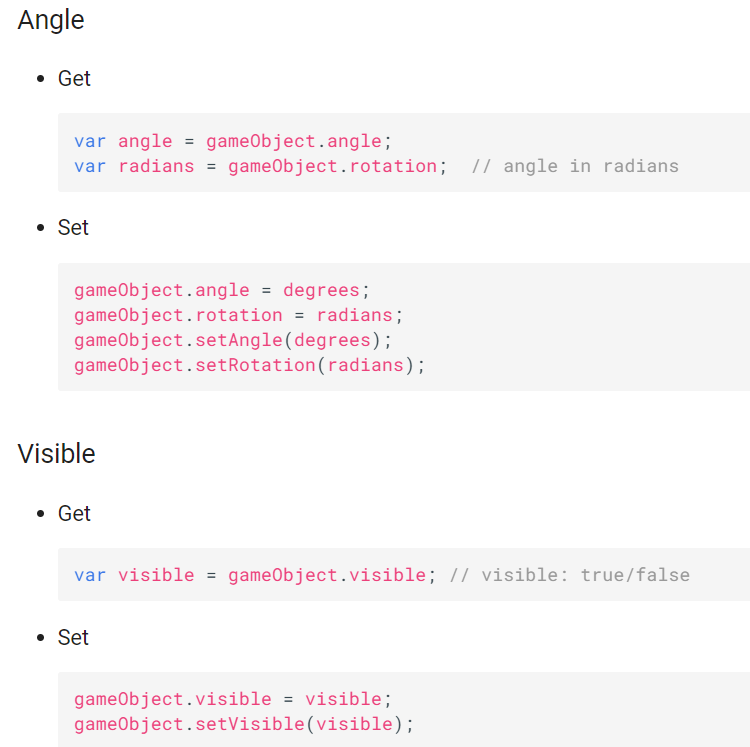 Angle
Get
var angle = gameObject.angle;
var radians = gameObject.rotation;  // angle in radians
Set
gameObject.angle = degrees;
gameObject.rotation = radians;
gameObject.setAngle(degrees);
gameObject.setRotation(radians);
Visible
Get
var visible = gameObject.visible; // visible: true/false
Set
gameObject.visible = visible;
gameObject.setVisible(visible);